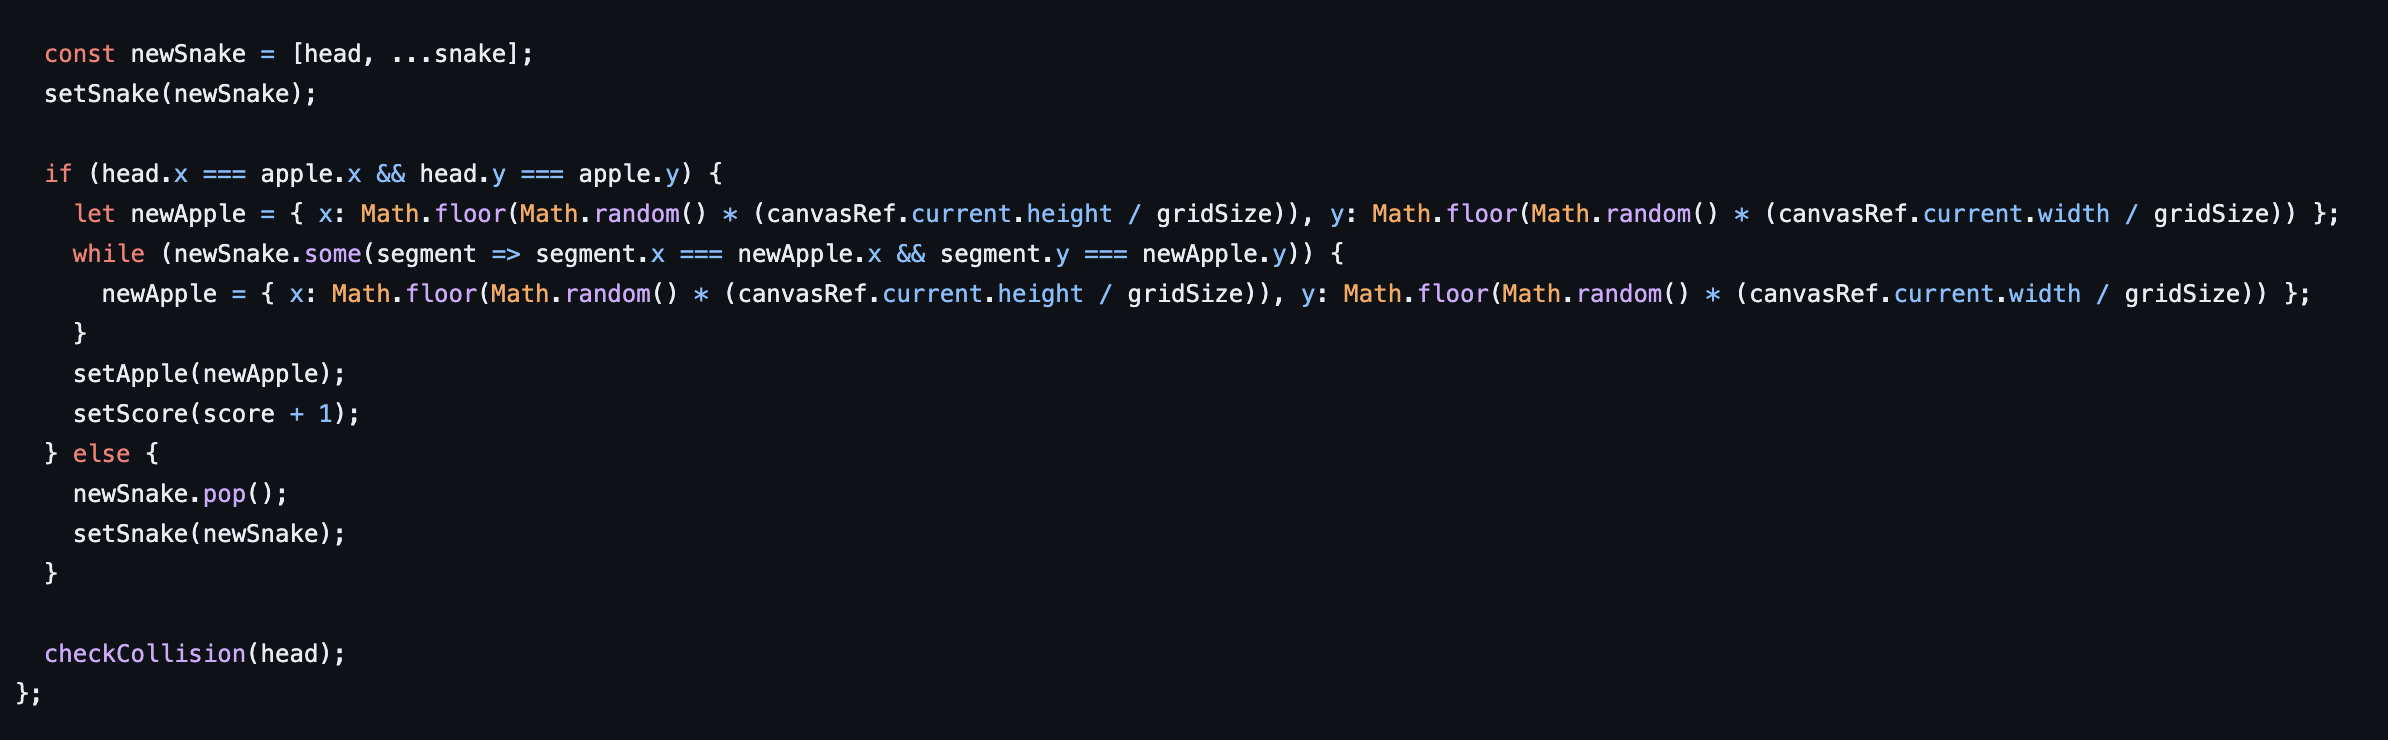 const newSnake = [head, ...snake];
setSnake(newSnake);
if (head.x === apple.x && head.y === apple.y) {
let newApple = { x: Math.floor(Math.random() * (canvasRef.current.height / gridSize)), y: Math.floor(Math.random() * (canvasRef.current.width / gridSize)) };
while (newSnake.some(segment => segment.x === newApple.x && segment.y === newApple.y)) {
newApple = { x: Math.floor(Math.random() * (canvasRef.current.height / gridSize)), y: Math.floor(Math.random() * (canvasRef.current.width / gridSize)) };
}
setApple(newApple);
setScore(score + 1);
} else {
newSnake.pop();
setSnake(newSnake);
}
checkCollision(head);
};